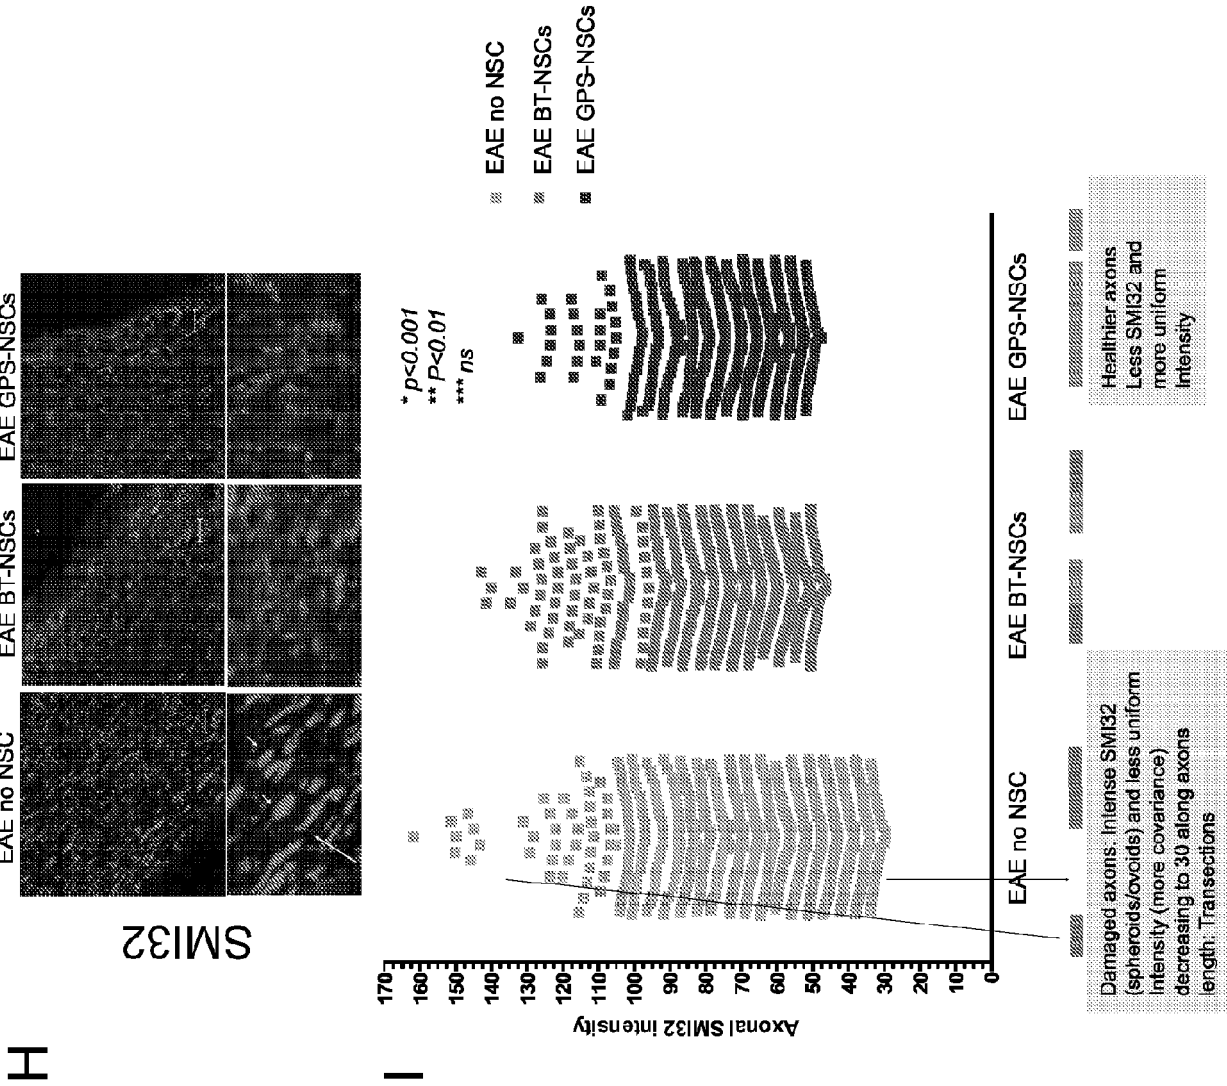 H
SMI32
EAE no NSC
EAE BT-NSCs
EAE GPS-NSCs
I
Axonal SMI32 intensity
170
160
150
140
130
120
110
100
90
80
70
60
50
40
30
20
10
0
* p<0.001
** P<0.01
*** ns
EAE no NSC
EAE BT-NSCs
EAE GPS-NSCs
EAE no NSC
EAE BT-NSCs
EAE GPS-NSCs
Damaged axons. Intense SMI32
(spheroids/ovoids) and less uniform
Intensity (more covariance)
decreasing to 30 along axons
length: Transections
Healthier axons
Less SMI32 and
more uniform
Intensity